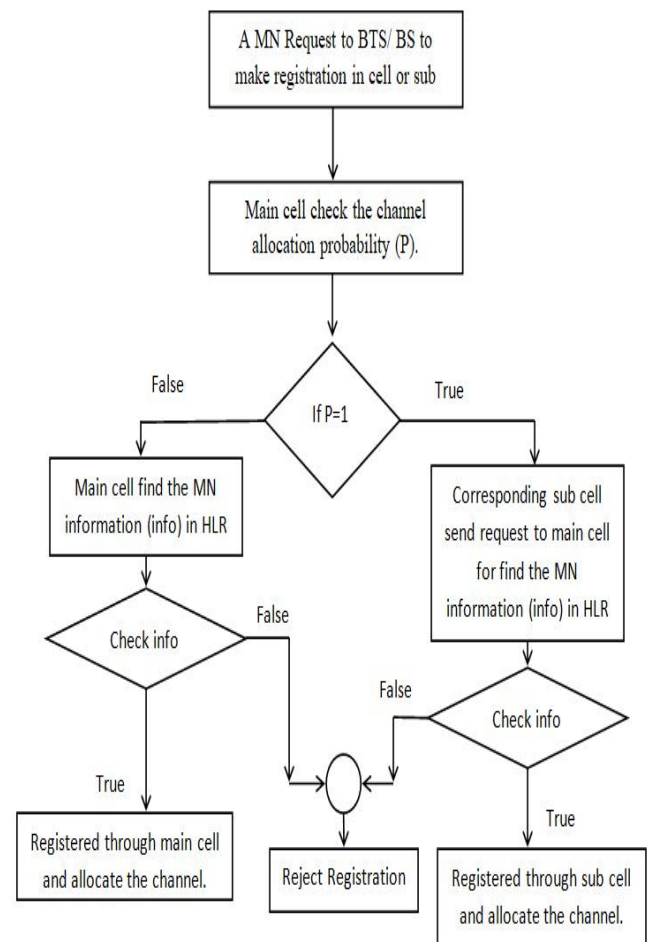 A MN Request to BTS/ BS to
make registration in cell or sub
Main cell check the channel
allocation probability (P).
If P=1
False
True
Main cell find the MN
information (info) in HLR
Corresponding sub cell
send request to main cell
for find the MN
information (info) in HLR
Check info
False
False
Check info
True
True
Registered through main cell
and allocate the channel.
Reject Registration
Registered through sub cell
and allocate the channel.